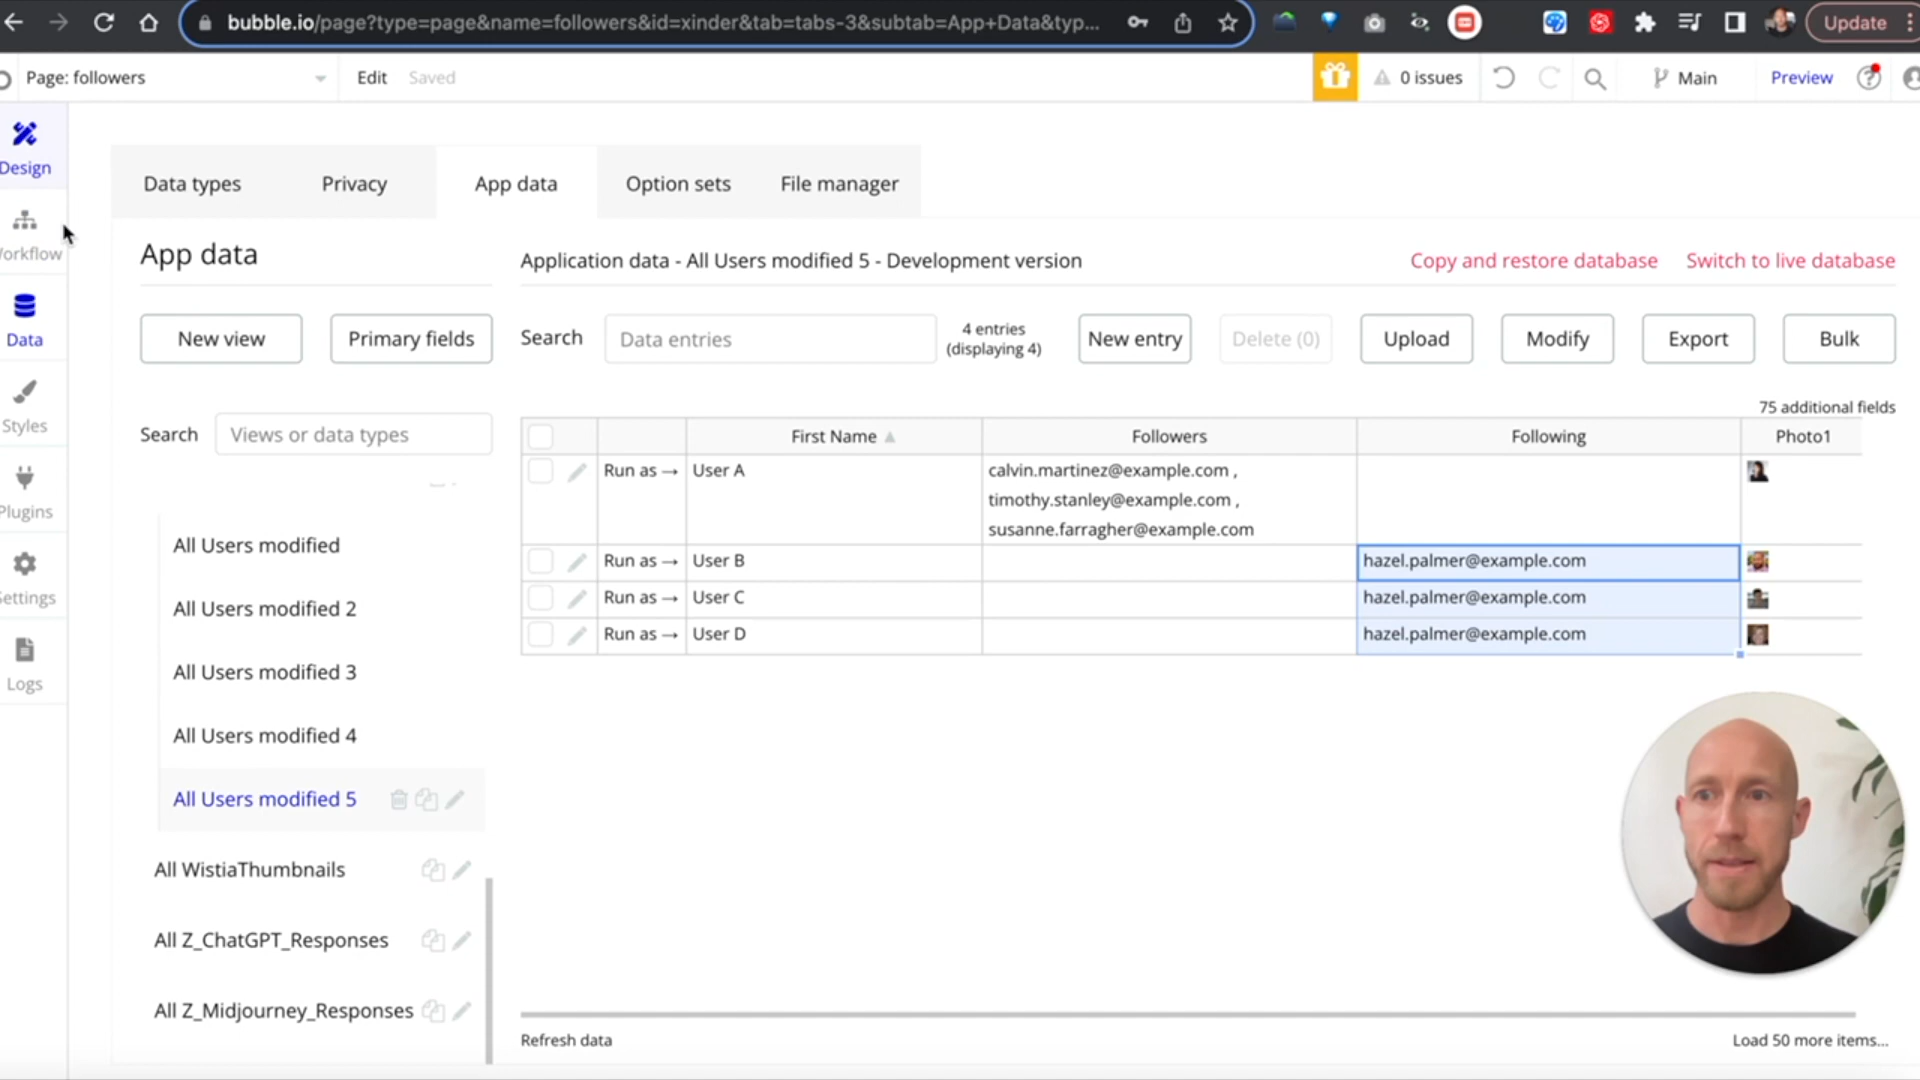 bubble.io/page?type=page&name=followers&id=xinder&tab=tabs-3&subtab=App+Data&typ...
Update
Page: followers
Edit
Saved
0 issues
Main
Preview
Design
Workflow
Data
Styles
Plugins
Settings
Logs
Data types
Privacy
App data
Option sets
File manager
App data
Application data - All Users modified 5 - Development version
Copy and restore database
Switch to live database
New view
Primary fields
Search
Data entries
4 entries
(displaying 4)
New entry
Delete (0)
Upload
Modify
Export
Bulk
75 additional fields
Search
Views or data types
First Name
Followers
Following
Photo1
Run as →
User A
calvin.martinez@example.com ,
timothy.stanley@example.com ,
susanne.farragher@example.com
Run as →
User B
hazel.palmer@example.com
Run as →
User C
hazel.palmer@example.com
Run as →
User D
hazel.palmer@example.com
All Users modified
All Users modified 2
All Users modified 3
All Users modified 4
All Users modified 5
All WistiaThumbnails
All Z_ChatGPT_Responses
All Z_Midjourney_Responses
Refresh data
Load 50 more items...